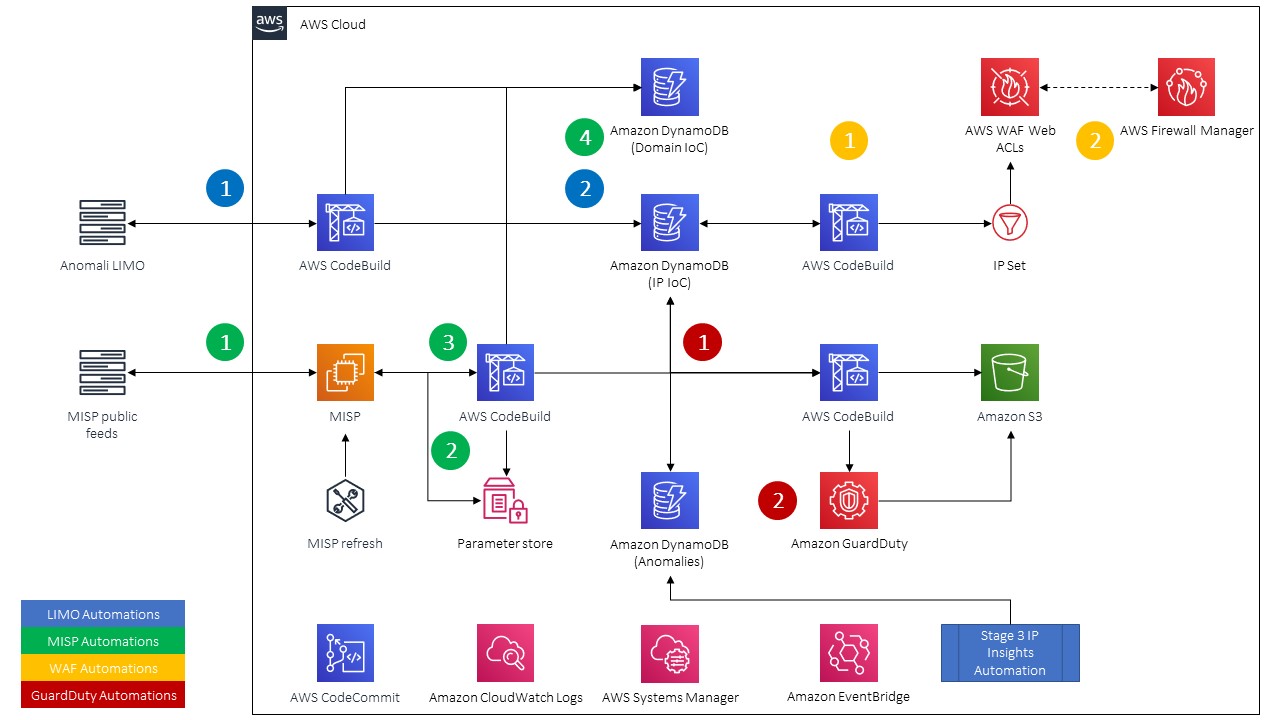 aws
AWS Cloud
Amazon DynamoDB
(Domain IoC)
4
1
AWS WAF Web
ACLs
2
AWS Firewall Manager
1
2
Anomali LIMO
AWS CodeBuild
Amazon DynamoDB
(IP IoC)
AWS CodeBuild
IP Set
1
3
1
MISP public
feeds
MISP
AWS CodeBuild
AWS CodeBuild
Amazon S3
2
2
MISP refresh
Parameter store
Amazon DynamoDB
(Anomalies)
Amazon GuardDuty
LIMO Automations
MISP Automations
WAF Automations
GuardDuty Automations
AWS CodeCommit
Amazon CloudWatch Logs
AWS Systems Manager
Amazon EventBridge
Stage 3 IP
Insights
Automation